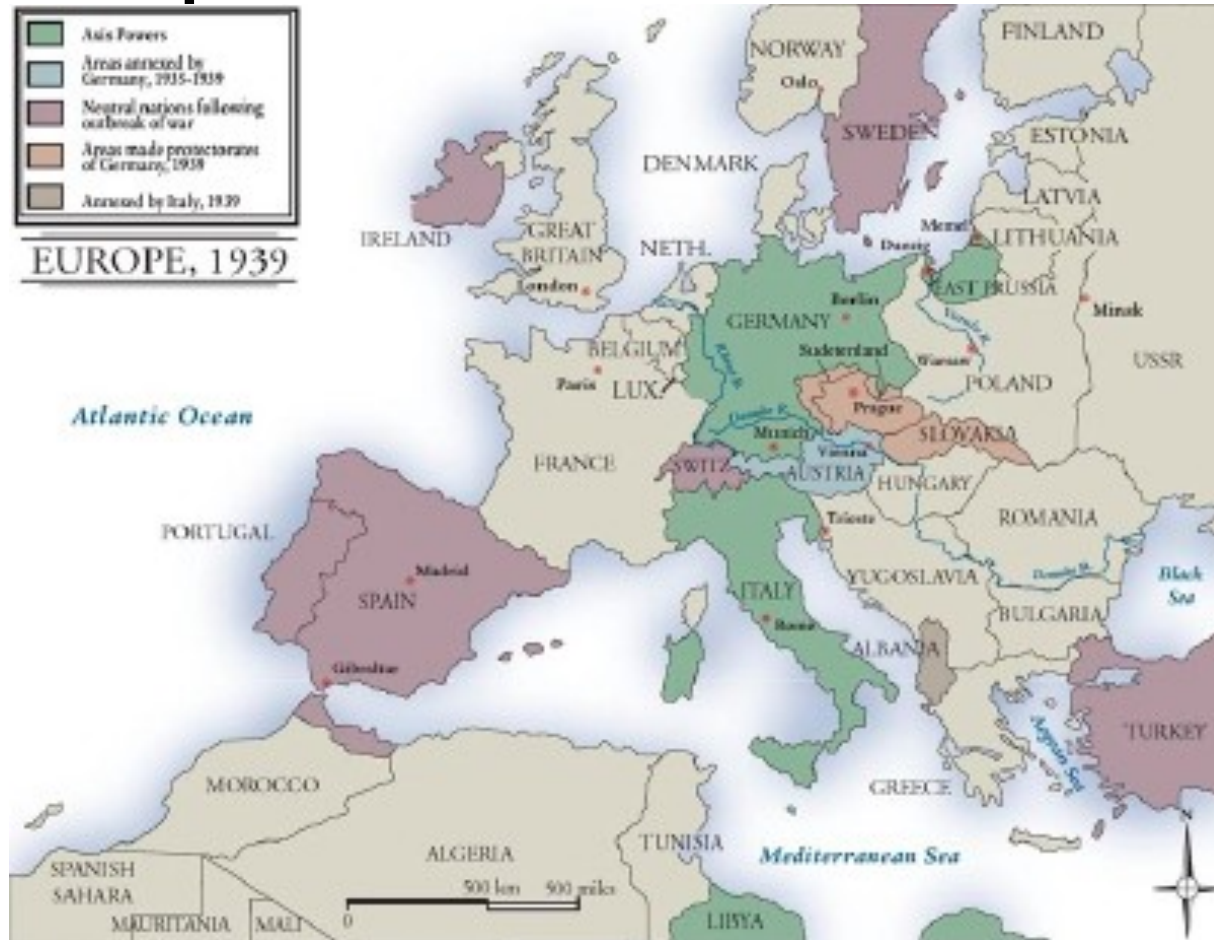 Axis Powers
Areas annexed by
Germany, 1935-1939
Neutral nations following
outbreak of war
Areas made protectorates
of Germany, 1939
Annexed by Italy, 1939
EUROPE, 1939
NORWAY
Oslo
FINLAND
SWEDEN
ESTONIA
DENMARK
LATVIA
Memel
LITHUANIA
IRELAND
GREAT
BRITAIN
London
NETH.
Danzig
EAST PRUSSIA
Berlin
GERMANY
Minsk
Vistula R.
BELGIUM
Rhine R.
Sudetenland
Warsaw
USSR
Paris
LUX.
POLAND
Prague
Atlantic Ocean
Danube R.
Munich
SLOVAKIA
Vienna
FRANCE
SWITZ
AUSTRIA
HUNGARY
Trieste
ROMANIA
PORTUGAL
Madrid
YUGOSLAVIA
Danube R.
Black
Sea
SPAIN
ITALY
Rome
BULGARIA
ALBANIA
Gibraltar
Aegean Sea
TURKEY
MOROCCO
GREECE
TUNISIA
ALGERIA
Mediterranean Sea
N
SPANISH
SAHARA
0
500 km
500 miles
MAURITANIA
MALI
LIBYA